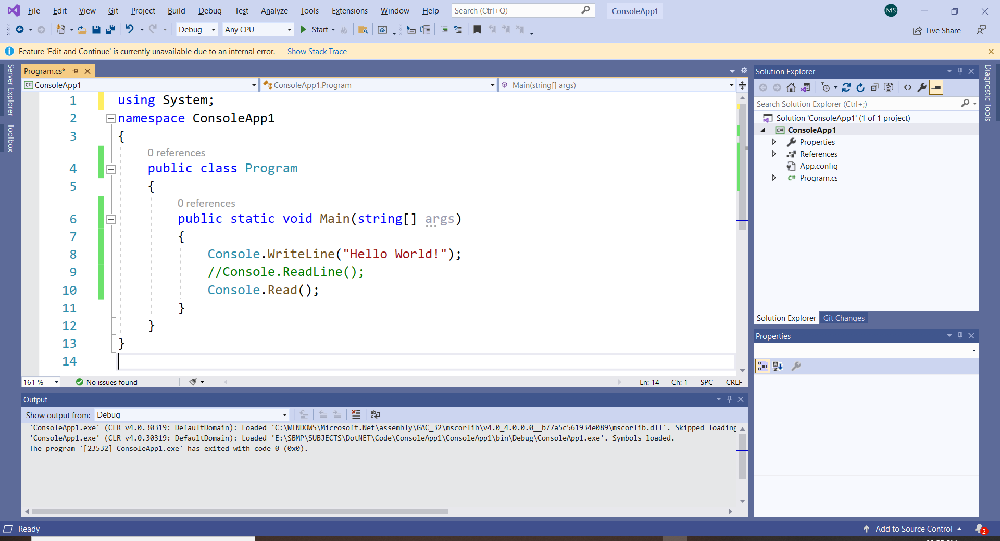 File Edit View Git Project Build Debug Test Analyze Tools Extensions Window Help Search (Ctrl+Q) ConsoleApp1 MS
Debug Any CPU Start Live Share
Feature 'Edit and Continue' is currently unavailable due to an internal error. Show Stack Trace
Server Explorer
Toolbox
Program.cs*
ConsoleApp1 ConsoleApp1.Program Main(string[] args)
1 using System;
2 namespace ConsoleApp1
3 {
0 references
4 public class Program
5 {
0 references
6 public static void Main(string[] args)
7 {
8 Console.WriteLine("Hello World!");
9 //Console.ReadLine();
10 Console.Read();
11 }
12 }
13 }
14
161 % No issues found Ln: 14 Ch: 1 SPC CRLF
Output
Show output from: Debug
'ConsoleApp1.exe' (CLR v4.0.30319: DefaultDomain): Loaded 'C:\WINDOWS\Microsoft.Net\assembly\GAC_32\mscorlib\v4.0_4.0.0.0__b77a5c561934e089\mscorlib.dll'. Skipped loading
'ConsoleApp1.exe' (CLR v4.0.30319: DefaultDomain): Loaded 'E:\SBMP\SUBJECTS\DotNET\Code\ConsoleApp1\ConsoleApp1\bin\Debug\ConsoleApp1.exe'. Symbols loaded.
The program '[23532] ConsoleApp1.exe' has exited with code 0 (0x0).
Solution Explorer
Search Solution Explorer (Ctrl+;)
Solution 'ConsoleApp1' (1 of 1 project)
C# ConsoleApp1
Properties
References
App.config
C# Program.cs
Solution Explorer Git Changes
Properties
Diagnostic Tools
Ready Add to Source Control 2